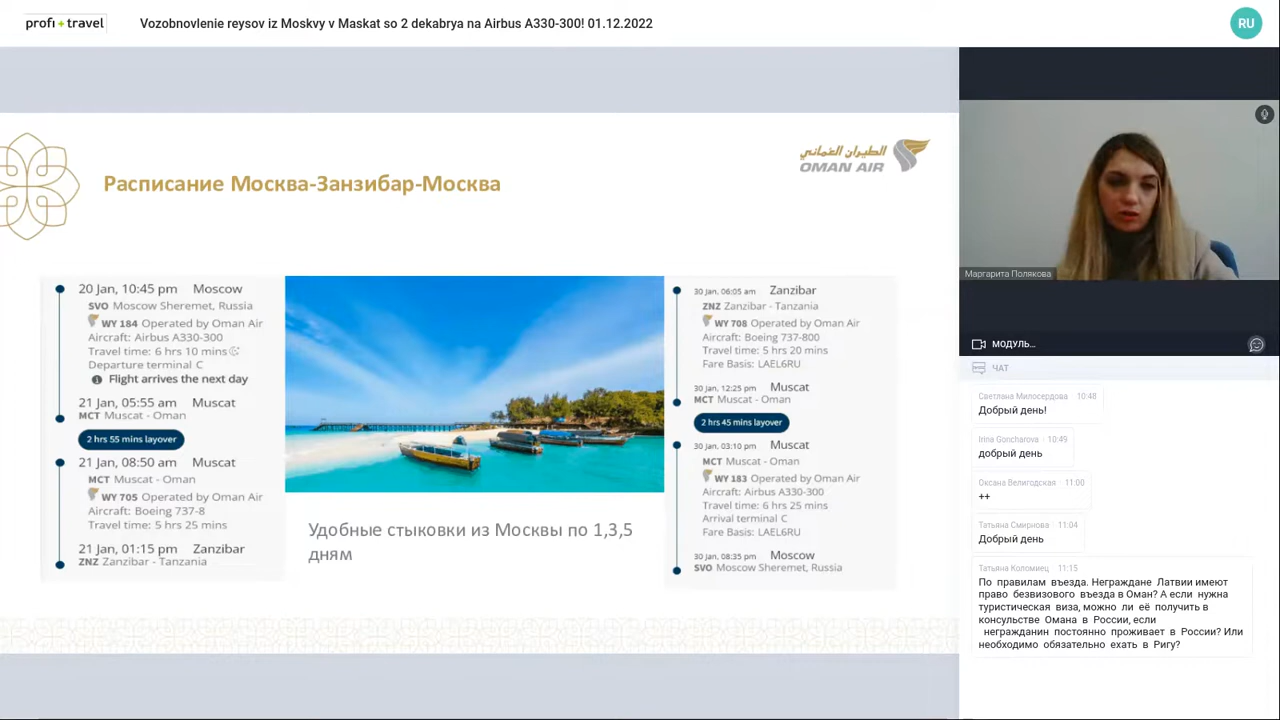 profi+travel
Vozobnovlenie reysov iz Moskvy v Maskat so 2 dekabrya na Airbus A330-300! 01.12.2022
RU
Расписание Москва-Занзибар-Москва
الطيران العُماني
OMAN AIR
20 Jan, 10:45 pm Moscow
SVO Moscow Sheremet, Russia
WY 184 Operated by Oman Air
Aircraft: Airbus A330-300
Travel time: 6 hrs 10 mins
Departure terminal C
Flight arrives the next day
21 Jan, 05:55 am Muscat
MCT Muscat - Oman
2 hrs 55 mins layover
21 Jan, 08:50 am Muscat
MCT Muscat - Oman
WY 705 Operated by Oman Air
Aircraft: Boeing 737-8
Travel time: 5 hrs 25 mins
21 Jan, 01:15 pm Zanzibar
ZNZ Zanzibar - Tanzania
Удобные стыковки из Москвы по 1,3,5
дням
30 Jan, 06:05 am Zanzibar
ZNZ Zanzibar - Tanzania
WY 708 Operated by Oman Air
Aircraft: Boeing 737-800
Travel time: 5 hrs 20 mins
Fare Basis: LAEL6RU
30 Jan, 12:25 pm Muscat
MCT Muscat - Oman
2 hrs 45 mins layover
30 Jan, 03:10 pm Muscat
MCT Muscat - Oman
WY 183 Operated by Oman Air
Aircraft: Airbus A330-300
Travel time: 6 hrs 25 mins
Arrival terminal C
Fare Basis: LAEL6RU
30 Jan, 08:35 pm Moscow
SVO Moscow Sheremet, Russia
Маргарита Полякова
МОДУЛЬ…
ЧАТ
Светлана Милосердова 10:48
Добрый день!
Irina Goncharova · 10:49
добрый день
Оксана Велигодская · 11:00
++
Татьяна Смирнова · 11:04
Добрый день
Татьяна Коломиец · 11:15
По правилам въезда. Неграждане Латвии имеют
право безвизового въезда в Оман? А если нужна
туристическая виза, можно ли её получить в
консульстве Омана в России, если
негражданин постоянно проживает в России? Или
необходимо обязательно ехать в Ригу?